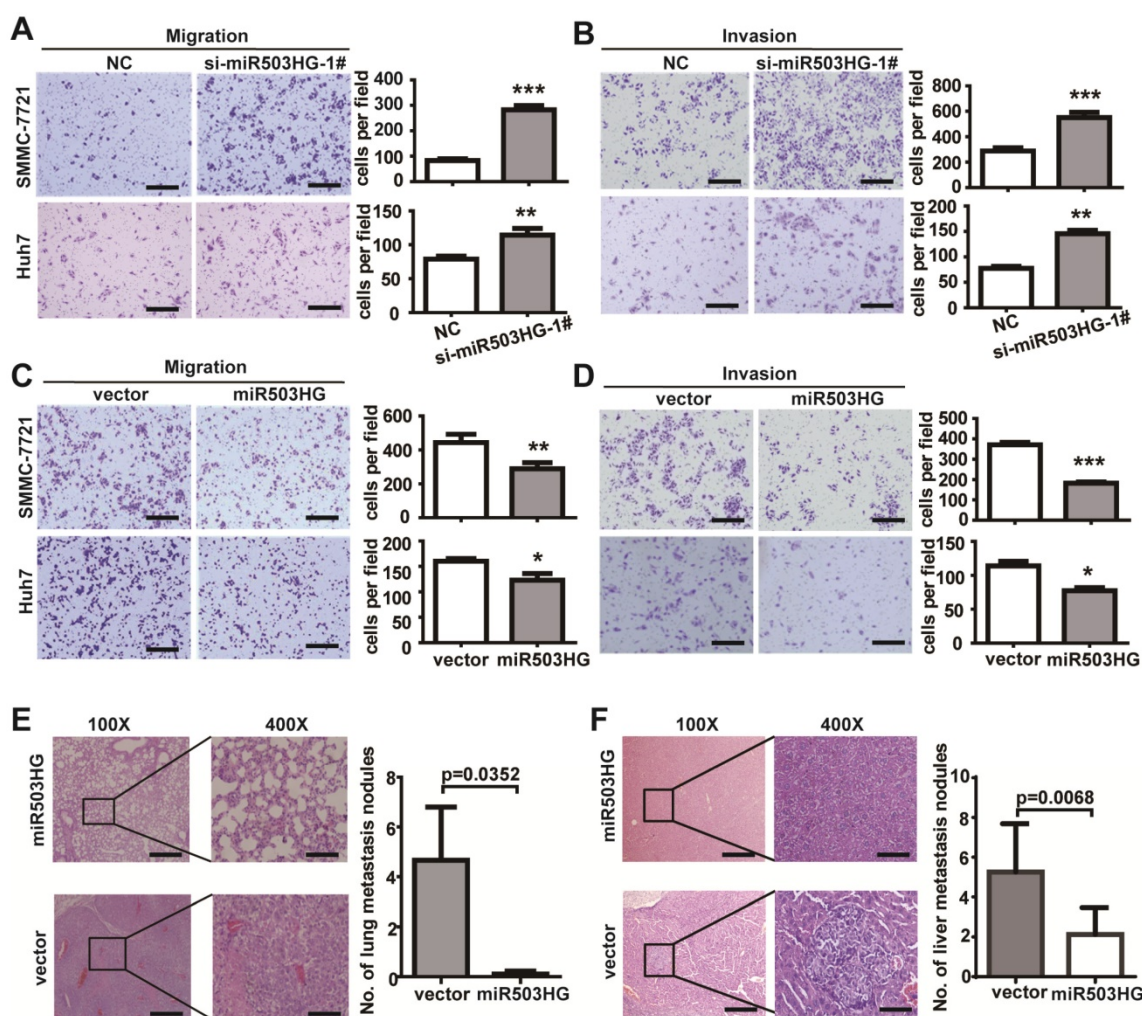 A
Migration
NC si-miR503HG-1#
SMMC-7721
Huh7
cells per field
400
300
200
100
0
***
cells per field
150
100
50
0
**
NC
si-miR503HG-1#
B
Invasion
NC si-miR503HG-1#
cells per field
800
600
400
200
0
***
cells per field
200
150
100
50
0
**
NC
si-miR503HG-1#
C
Migration
vector miR503HG
SMMC-7721
Huh7
cells per field
600
400
200
0
**
cells per field
200
150
100
50
0
*
vector miR503HG
D
Invasion
vector miR503HG
cells per field
500
400
300
200
100
0
***
cells per field
150
100
50
0
*
vector miR503HG
E
100X 400X
miR503HG
vector
No. of lung metastasis nodules
8
6
4
2
0
p=0.0352
vector miR503HG
F
100X 400X
miR503HG
vector
No. of liver metastasis nodules
10
8
6
4
2
0
p=0.0068
vector miR503HG